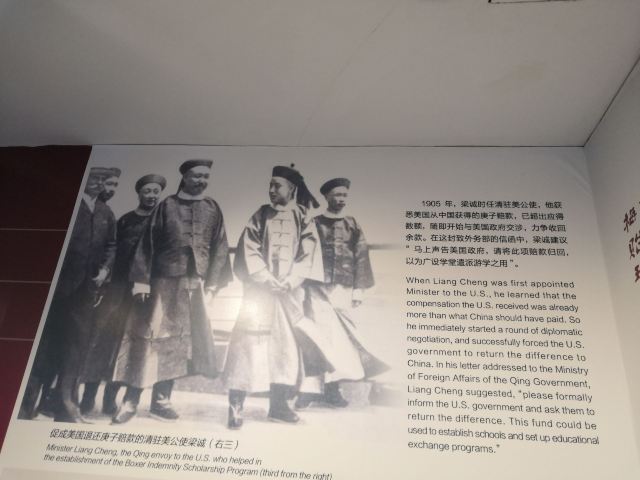 1905 年，梁诚时任清驻美公使，他获
悉美国从中国获得的庚子赔款，已超出应得
数额，随即开始与美国政府交涉，力争收回
余款。在这封致外务部的信函中，梁诚建议
“马上声告美国政府，请将此项赔款归回，
以为广设学堂遣派游学之用”。
When Liang Cheng was first appointed
Minister to the U.S., he learned that the
compensation the U.S. received was already
more than what China should have paid. So
he immediately started a round of diplomatic
negotiation, and successfully forced the U.S.
government to return the difference to
China. In his letter addressed to the Ministry
of Foreign Affairs of the Qing Government,
Liang Cheng suggested, "please formally
inform the U.S. government and ask them to
return the difference. This fund could be
used to establish schools and set up educational
exchange programs."
促成美国退还庚子赔款的清驻美公使梁诚（右三）
Minister Liang Cheng, the Qing envoy to the U.S. who helped in
the establishment of the Boxer Indemnity Scholarship Program (third from the right)